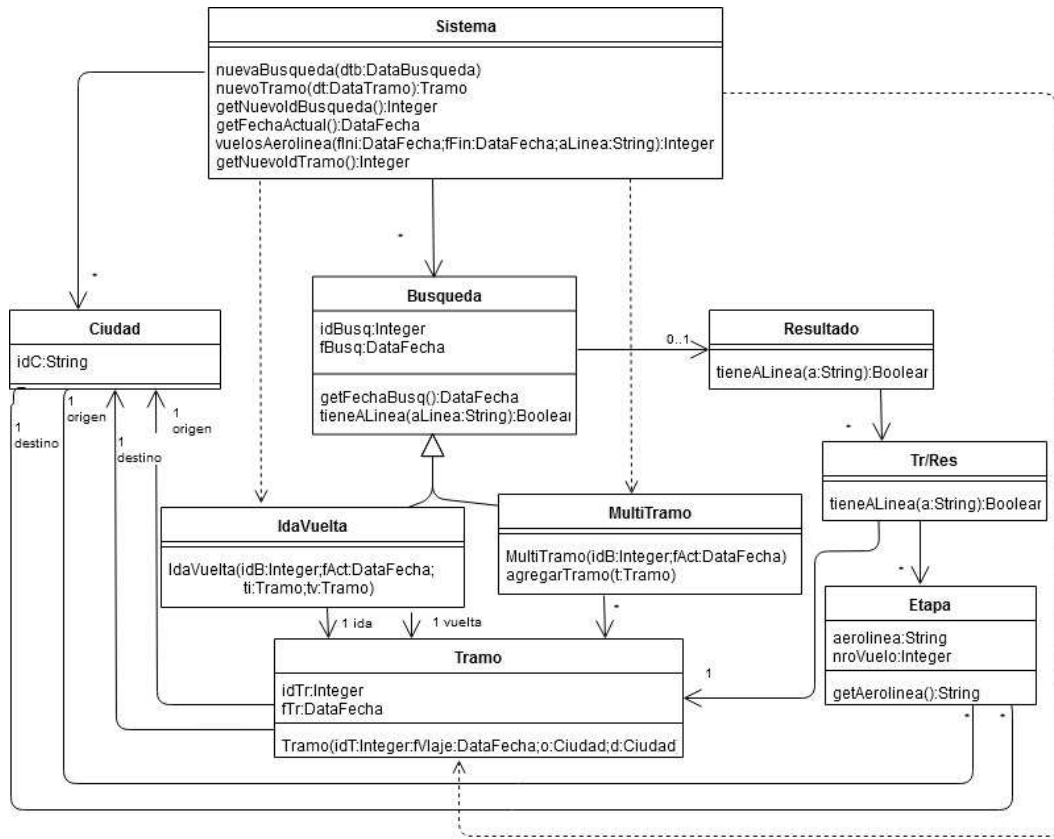 Sistema
nuevaBusqueda(dtb:DataBusqueda)
nuevoTramo(dt:DataTramo):Tramo
getNuevoIdBusqueda():Integer
getFechaActual():DataFecha
vuelosAerolinea(fIni:DataFecha;fFin:DataFecha;aLinea:String):Integer
getNuevoIdTramo():Integer
*
*
Ciudad
idC:String
Busqueda
idBusq:Integer
fBusq:DataFecha
getFechaBusq():DataFecha
tieneALinea(aLinea:String):Boolear
0..1
Resultado
tieneALinea(a:String):Boolear
*
Tr/Res
tieneALinea(a:String):Boolear
1
destino
1
origen
1
destino
1
origen
IdaVuelta
IdaVuelta(idB:Integer;fAct:DataFecha;
ti:Tramo;tv:Tramo)
MultiTramo
MultiTramo(idB:Integer;fAct:DataFecha)
agregarTramo(t:Tramo)
1 ida
1 vuelta
*
*
Etapa
aerolinea:String
nroVuelo:Integer
getAerolinea():String
1
*
*
Tramo
idTr:Integer
fTr:DataFecha
Tramo(idT:Integer:fVIaje:DataFecha;o:Ciudad;d:Ciudad